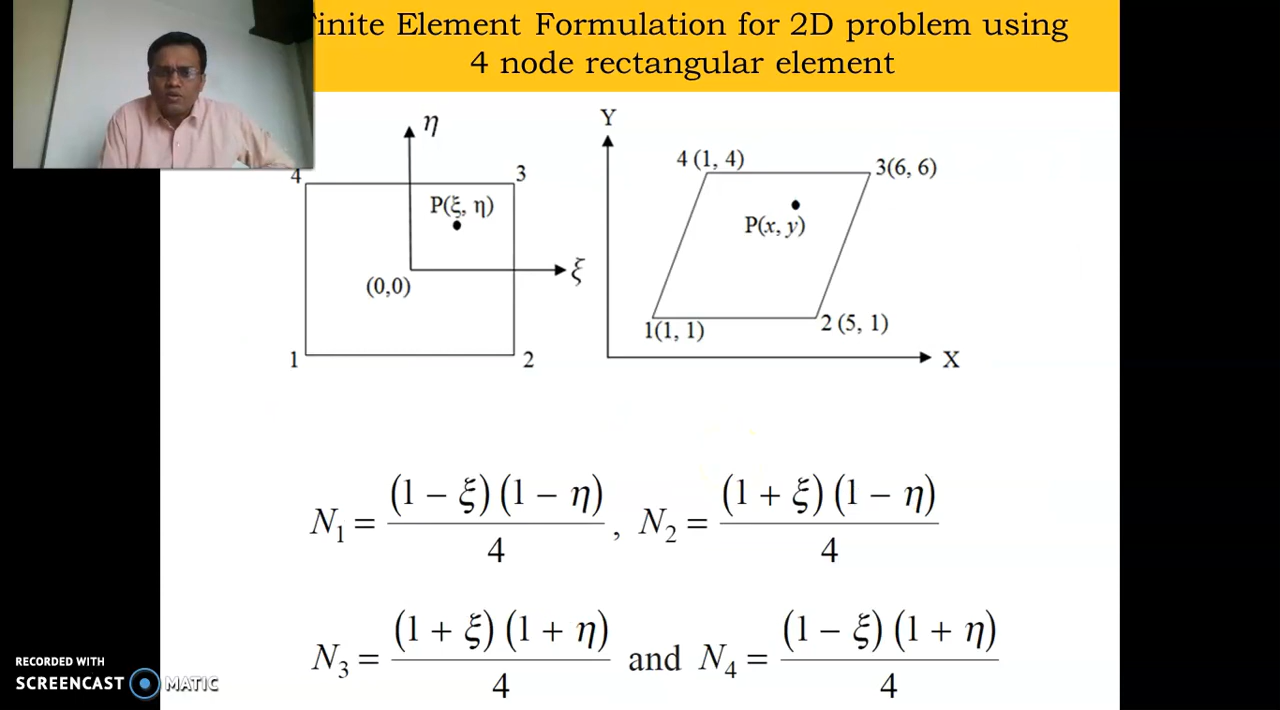 inite Element Formulation for 2D problem using
4 node rectangular element
η
4
3
P(ξ, η)
ξ
(0,0)
1
2
Y
4 (1, 4)
3(6, 6)
P(x, y)
1(1, 1)
2 (5, 1)
X
N₁ = (1 − ξ)(1 − η)/4 , N₂ = (1 + ξ)(1 − η)/4
N₃ = (1 + ξ)(1 + η)/4 and N₄ = (1 − ξ)(1 + η)/4
RECORDED WITH
SCREENCAST MATIC